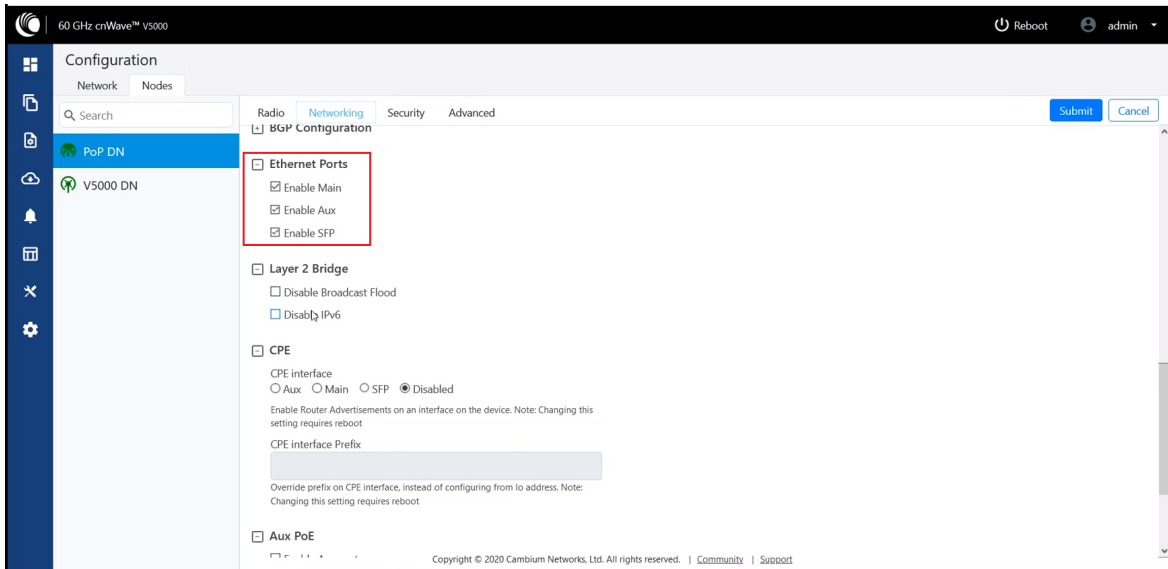 60 GHz cnWave™ V5000
Reboot
admin
Configuration
Network Nodes
Search
PoP DN
V5000 DN
Radio Networking Security Advanced
Submit Cancel
BGP Configuration
Ethernet Ports
Enable Main
Enable Aux
Enable SFP
Layer 2 Bridge
Disable Broadcast Flood
Disable IPv6
CPE
CPE interface
Aux Main SFP Disabled
Enable Router Advertisements on an interface on the device. Note: Changing this
setting requires reboot
CPE interface Prefix
Override prefix on CPE interface, instead of configuring from lo address. Note:
Changing this setting requires reboot
Aux PoE
Copyright © 2020 Cambium Networks, Ltd. All rights reserved. | Community | Support